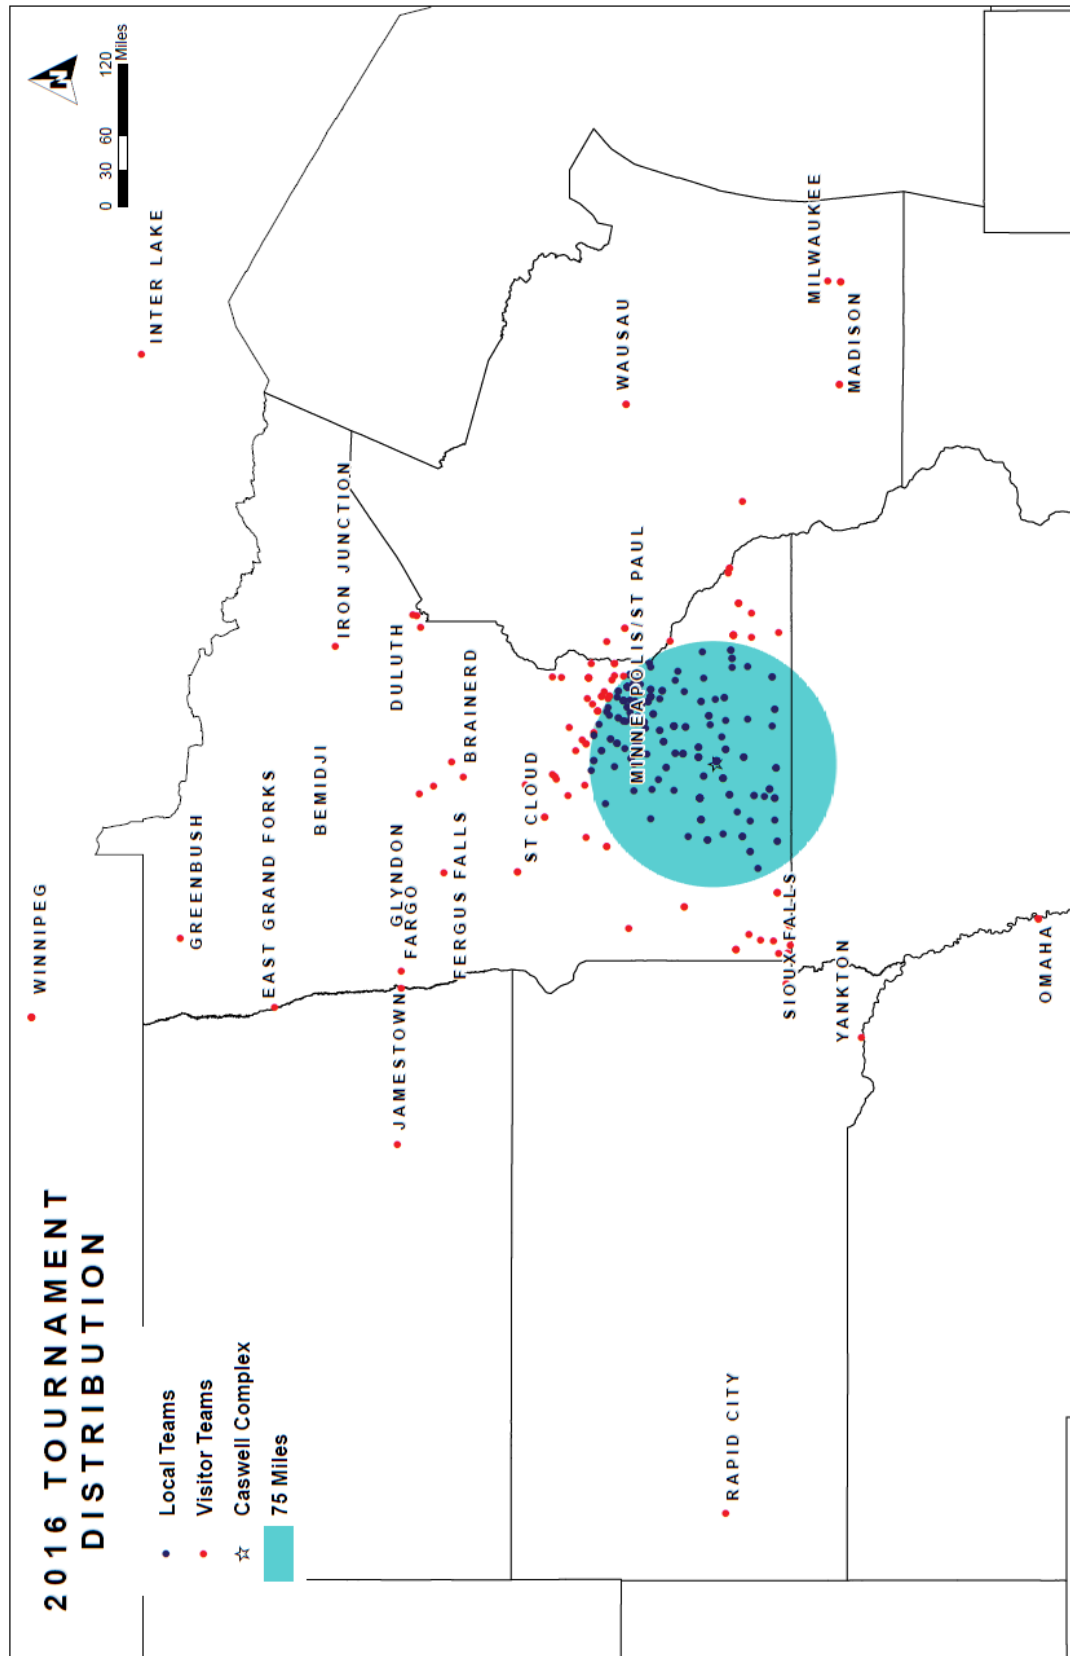 2016 TOURNAMENT
DISTRIBUTION
Local Teams
Visitor Teams
Caswell Complex
75 Miles
N
0 30 60 120
Miles
WINNIPEG
INTER LAKE
GREENBUSH
EAST GRAND FORKS
BEMIDJI
IRON JUNCTION
JAMESTOWN
GLYNDON
FARGO
DULUTH
FERGUS FALLS
BRAINERD
ST CLOUD
WAUSAU
MINNEAPOLIS/ST PAUL
RAPID CITY
SIOUX FALLS
MILWAUKEE
MADISON
YANKTON
OMAHA